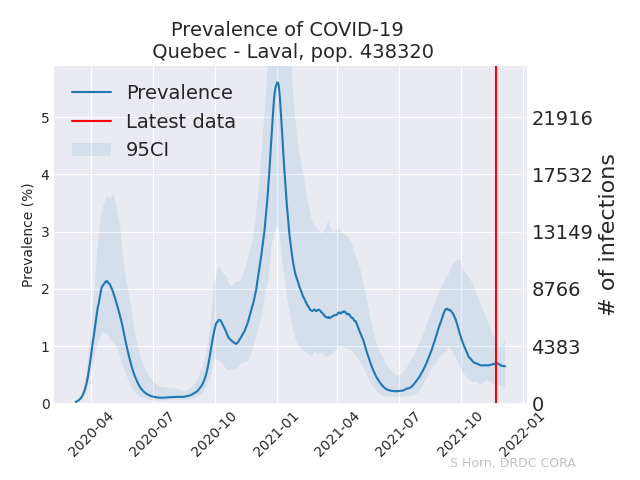 Prevalence of COVID-19
Quebec - Laval, pop. 438320
Prevalence
Latest data
95CI
Prevalence (%)
5
4
3
2
1
0
21916
17532
13149
8766
4383
0
# of infections
2020-04
2020-07
2020-10
2021-01
2021-04
2021-07
2021-10
2022-01
S Horn, DRDC CORA